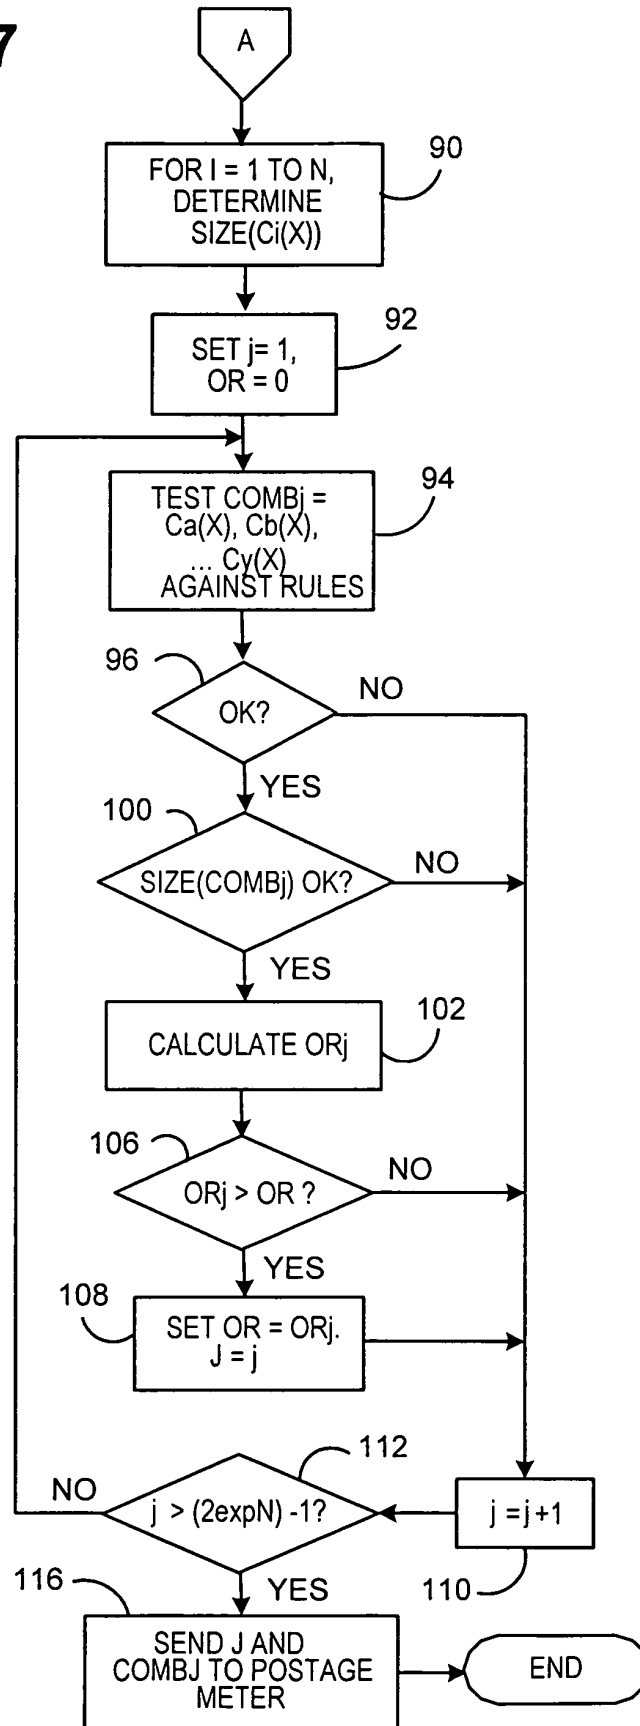 7
A
FOR I = 1 TO N,
DETERMINE
SIZE(Ci(X))
90
SET j= 1,
OR = 0
92
TEST COMBj =
Ca(X), Cb(X),
... Cy(X)
AGAINST RULES
94
96
OK?
NO
YES
100
SIZE(COMBj) OK?
NO
YES
CALCULATE ORj
102
106
ORj > OR ?
NO
YES
108
SET OR = ORj.
J = j
112
NO
j > (2expN) -1?
j =j+1
110
116
YES
SEND J AND
COMBJ TO POSTAGE
METER
END